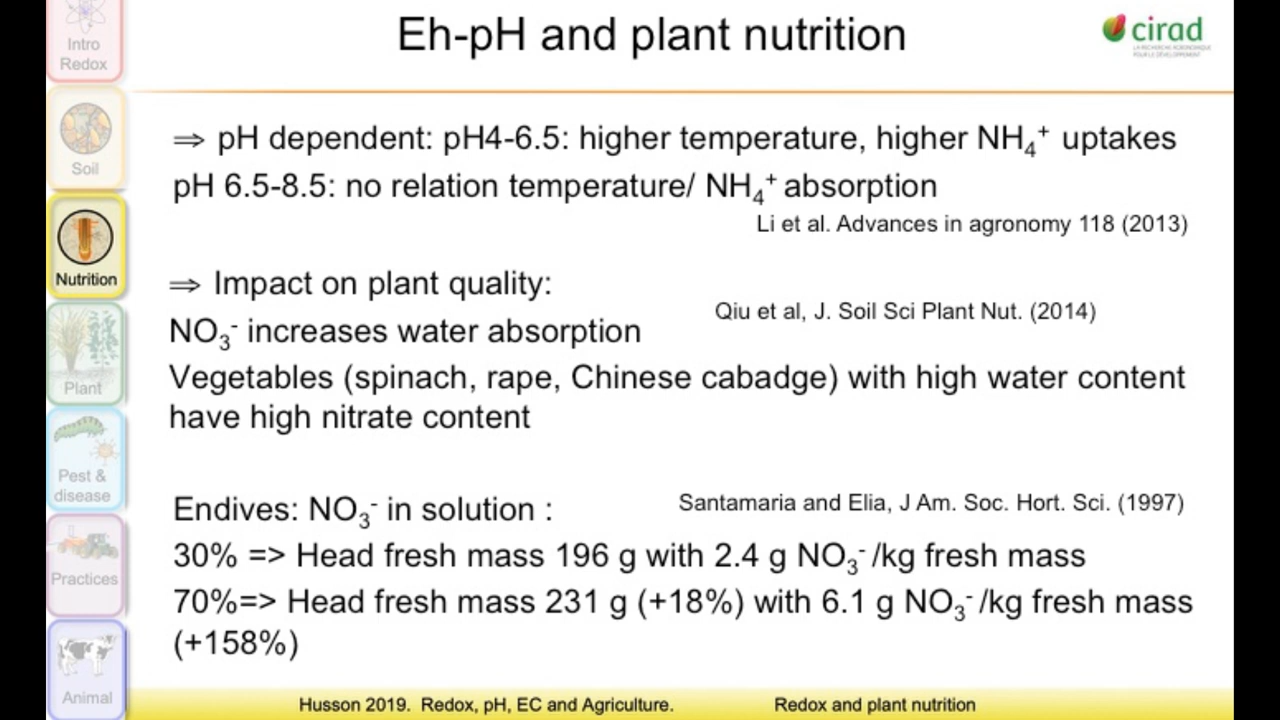 Eh-pH and plant nutrition
cirad
LA RECHERCHE AGRONOMIQUE
POUR LE DÉVELOPPEMENT
Intro
Redox
Soil
Nutrition
Plant
Pest &
disease
Practices
Animal
⇒ pH dependent: pH4-6.5: higher temperature, higher NH₄⁺ uptakes
pH 6.5-8.5: no relation temperature/ NH₄⁺ absorption
Li et al. Advances in agronomy 118 (2013)
⇒ Impact on plant quality:
Qiu et al, J. Soil Sci Plant Nut. (2014)
NO₃⁻ increases water absorption
Vegetables (spinach, rape, Chinese cabadge) with high water content
have high nitrate content
Endives: NO₃⁻ in solution :
Santamaria and Elia, J Am. Soc. Hort. Sci. (1997)
30% => Head fresh mass 196 g with 2.4 g NO₃⁻ /kg fresh mass
70%=> Head fresh mass 231 g (+18%) with 6.1 g NO₃⁻ /kg fresh mass
(+158%)
Husson 2019. Redox, pH, EC and Agriculture.
Redox and plant nutrition